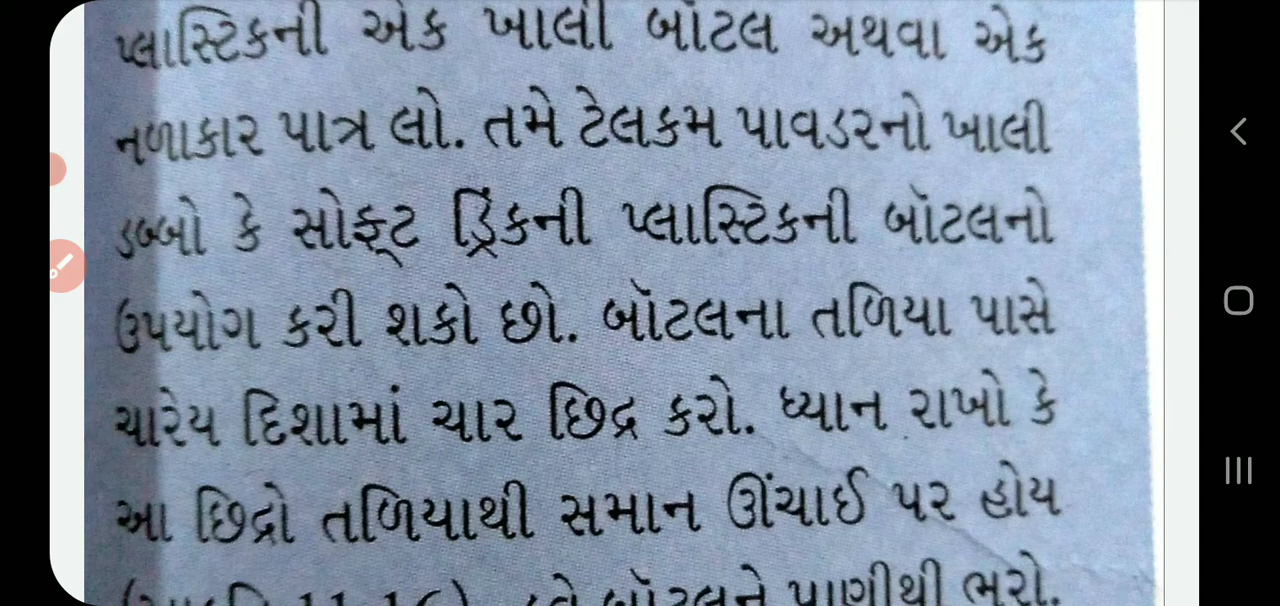 પ્લાસ્ટિકની એક ખાલી બૉટલ અથવા એક
નળાકાર પાત્ર લો. તમે ટેલકમ પાવડરનો ખાલી
ડબ્બો કે સોફ્ટ ડ્રિંકની પ્લાસ્ટિકની બૉટલનો
ઉપયોગ કરી શકો છો. બૉટલના તળિયા પાસે
ચારેય દિશામાં ચાર છિદ્ર કરો. ધ્યાન રાખો કે
આ છિદ્રો તળિયાથી સમાન ઊંચાઈ પર હોય
બૉટલને પાણીથી ભરો.